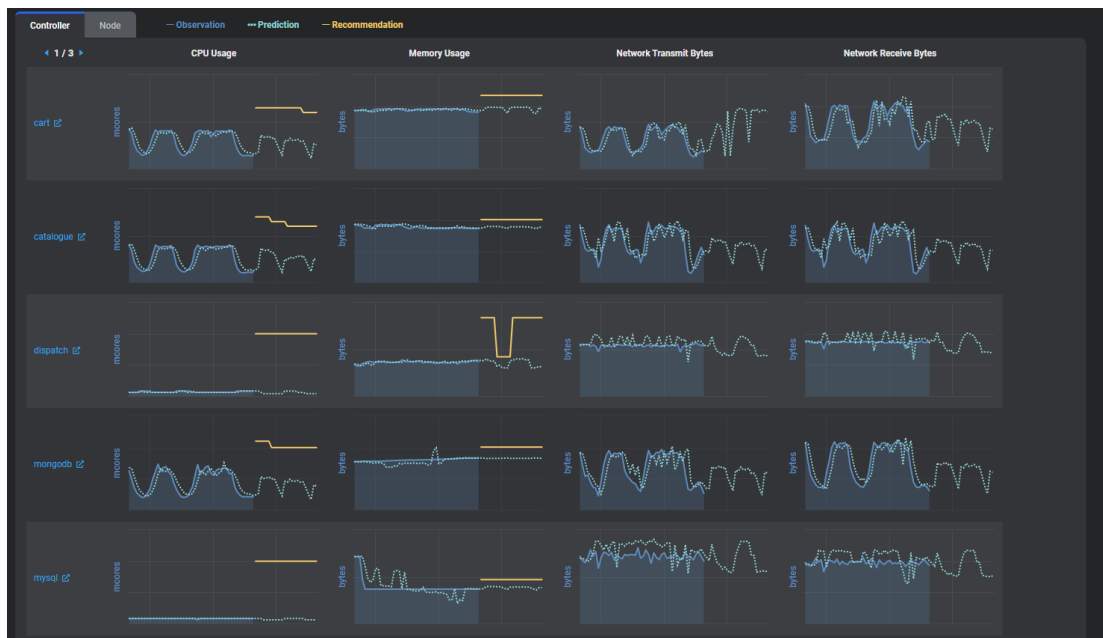 Controller Node Observation Prediction Recommendation
1 / 3 CPU Usage Memory Usage Network Transmit Bytes Network Receive Bytes
cart mcores bytes bytes bytes
catalogue mcores bytes bytes bytes
dispatch mcores bytes bytes bytes
mongodb mcores bytes bytes bytes
mysql mcores bytes bytes bytes